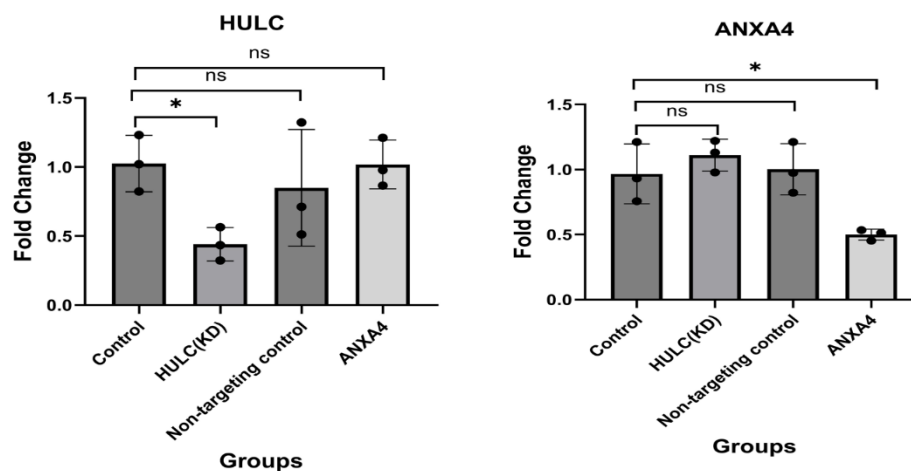 HULC
ns
ns
*
1.5
1.0
0.5
0.0
Fold Change
Control
HULC(KD)
Non-targeting control
ANXA4
Groups
ANXA4
*
ns
ns
1.5
1.0
0.5
0.0
Fold Change
Control
HULC(KD)
Non-targeting control
ANXA4
Groups